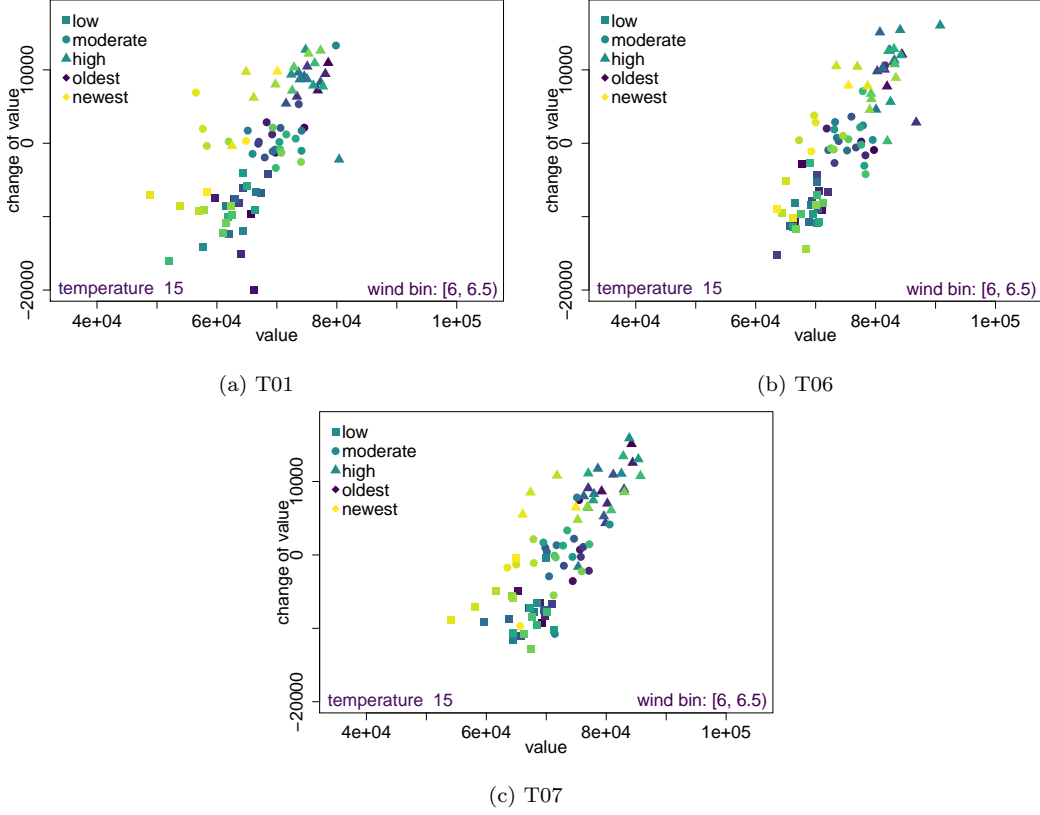 low
moderate
high
oldest
newest
change of value
10000
0
−20000
temperature 15
wind bin: [6, 6.5)
4e+04
6e+04
8e+04
1e+05
value
(a) T01
low
moderate
high
oldest
newest
change of value
10000
0
−20000
temperature 15
wind bin: [6, 6.5)
4e+04
6e+04
8e+04
1e+05
value
(b) T06
low
moderate
high
oldest
newest
change of value
10000
0
−20000
temperature 15
wind bin: [6, 6.5)
4e+04
6e+04
8e+04
1e+05
value
(c) T07